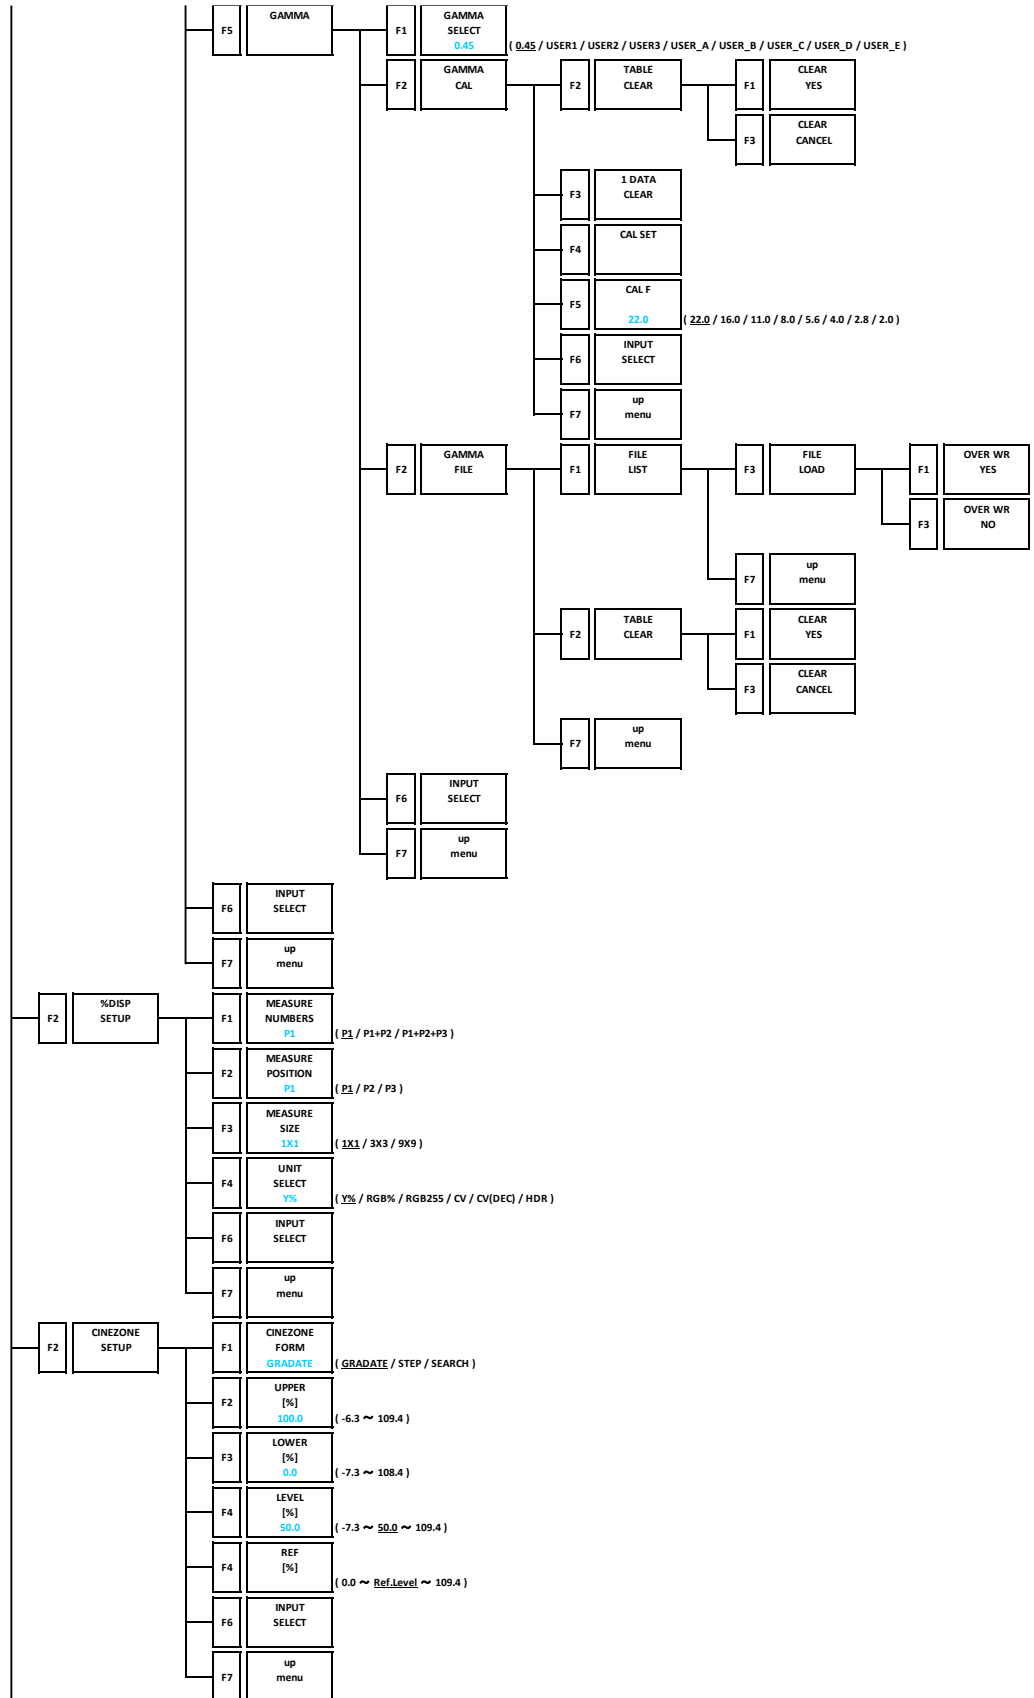 F5
GAMMA
F1
GAMMA
SELECT
0.45
( 0.45 / USER1 / USER2 / USER3 / USER_A / USER_B / USER_C / USER_D / USER_E )
F2
GAMMA
CAL
F2
TABLE
CLEAR
F1
CLEAR
YES
F3
CLEAR
CANCEL
F3
1 DATA
CLEAR
F4
CAL SET
F5
CAL F
22.0
( 22.0 / 16.0 / 11.0 / 8.0 / 5.6 / 4.0 / 2.8 / 2.0 )
F6
INPUT
SELECT
F7
up
menu
F2
GAMMA
FILE
F1
FILE
LIST
F3
FILE
LOAD
F1
OVER WR
YES
F3
OVER WR
NO
F7
up
menu
F2
TABLE
CLEAR
F1
CLEAR
YES
F3
CLEAR
CANCEL
F7
up
menu
F6
INPUT
SELECT
F7
up
menu
F6
INPUT
SELECT
F7
up
menu
F2
%DISP
SETUP
F1
MEASURE
NUMBERS
P1
( P1 / P1+P2 / P1+P2+P3 )
F2
MEASURE
POSITION
P1
( P1 / P2 / P3 )
F3
MEASURE
SIZE
1X1
( 1X1 / 3X3 / 9X9 )
F4
UNIT
SELECT
Y%
( Y% / RGB% / RGB255 / CV / CV(DEC) / HDR )
F6
INPUT
SELECT
F7
up
menu
F2
CINEZONE
SETUP
F1
CINEZONE
FORM
GRADATE
( GRADATE / STEP / SEARCH )
F2
UPPER
[%]
100.0
( -6.3 ~ 109.4 )
F3
LOWER
[%]
0.0
( -7.3 ~ 108.4 )
F4
LEVEL
[%]
50.0
( -7.3 ~ 50.0 ~ 109.4 )
F4
REF
[%]
( 0.0 ~ Ref.Level ~ 109.4 )
F6
INPUT
SELECT
F7
up
menu